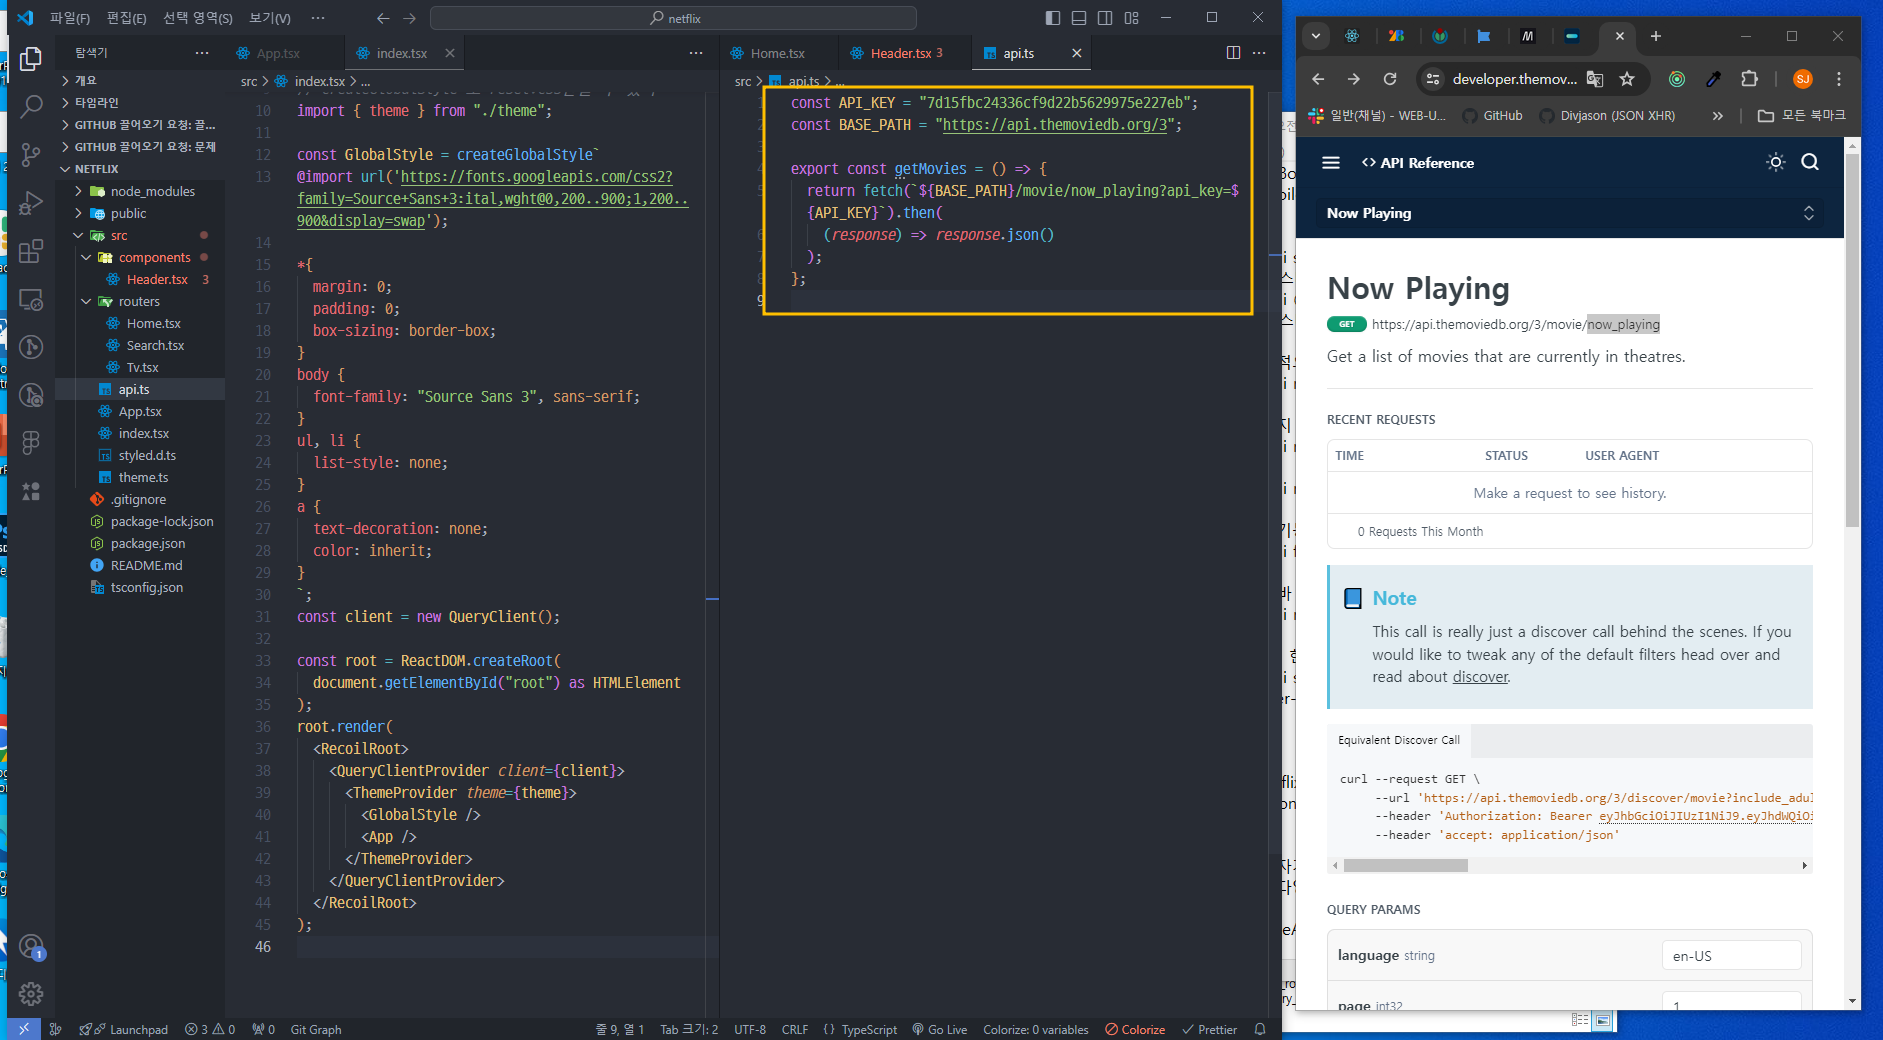 파일(F) 편집(E) 선택 영역(S) 보기(V) ···
netflix
탐색기 ···
개요
타임라인
GITHUB 끌어오기 요청: 끌...
GITHUB 끌어오기 요청: 문제
NETFLIX
node_modules
public
src
components
Header.tsx 3
routers
Home.tsx
Search.tsx
Tv.tsx
api.ts
App.tsx
index.tsx
styled.d.ts
theme.ts
.gitignore
package-lock.json
package.json
README.md
tsconfig.json
App.tsx
index.tsx
src > index.tsx > ...
10 import { theme } from "./theme";
11
12 const GlobalStyle = createGlobalStyle`
13 @import url('https://fonts.googleapis.com/css2?
family=Source+Sans+3:ital,wght@0,200..900;1,200..
900&display=swap');
14
15 *{
16 margin: 0;
17 padding: 0;
18 box-sizing: border-box;
19 }
20 body {
21 font-family: "Source Sans 3", sans-serif;
22 }
23 ul, li {
24 list-style: none;
25 }
26 a {
27 text-decoration: none;
28 color: inherit;
29 }
30 `;
31 const client = new QueryClient();
32
33 const root = ReactDOM.createRoot(
34 document.getElementById("root") as HTMLElement
35 );
36 root.render(
37 <RecoilRoot>
38 <QueryClientProvider client={client}>
39 <ThemeProvider theme={theme}>
40 <GlobalStyle />
41 <App />
42 </ThemeProvider>
43 </QueryClientProvider>
44 </RecoilRoot>
45 );
46
Home.tsx
Header.tsx 3
api.ts
src > api.ts > ...
const API_KEY = "7d15fbc24336cf9d22b5629975e227eb";
const BASE_PATH = "https://api.themoviedb.org/3";
export const getMovies = () => {
return fetch(`${BASE_PATH}/movie/now_playing?api_key=$
{API_KEY}`).then(
(response) => response.json()
);
};
9
1
Launchpad 3 0 0 Git Graph
줄 9, 열 1 Tab 크기: 2 UTF-8 CRLF {} TypeScript Go Live Colorize: 0 variables Colorize Prettier
developer.themov...
SJ
일반(채널) - WEB-U... GitHub Divjason (JSON XHR) » 모든 북마크
<> API Reference
Now Playing
Now Playing
GET https://api.themoviedb.org/3/movie/now_playing
Get a list of movies that are currently in theatres.
RECENT REQUESTS
TIME STATUS USER AGENT
Make a request to see history.
0 Requests This Month
Note
This call is really just a discover call behind the scenes. If you
would like to tweak any of the default filters head over and
read about discover.
Equivalent Discover Call
curl --request GET \
--url 'https://api.themoviedb.org/3/discover/movie?include_adul
--header 'Authorization: Bearer eyJhbGciOiJIUzI1NiJ9.eyJhdWQiOi
--header 'accept: application/json'
QUERY PARAMS
language string en-US
page int32 1